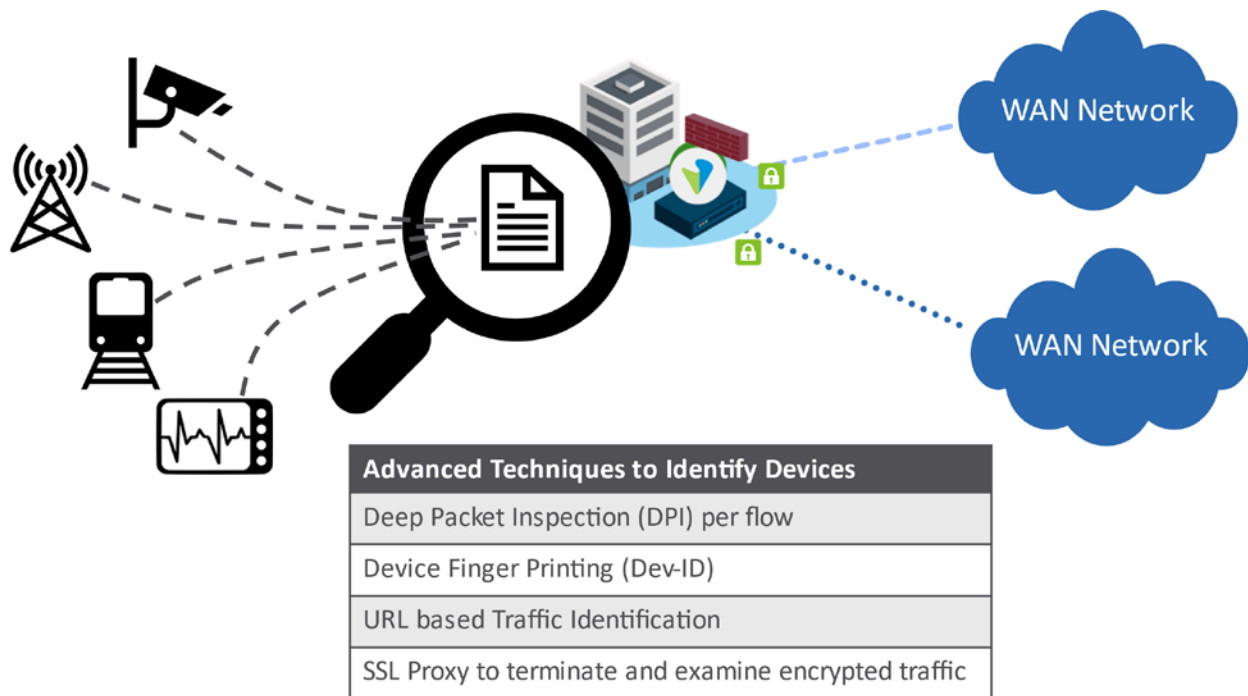 WAN Network
WAN Network
Advanced Techniques to Identify Devices
Deep Packet Inspection (DPI) per flow
Device Finger Printing (Dev-ID)
URL based Traffic Identification
SSL Proxy to terminate and examine encrypted traffic